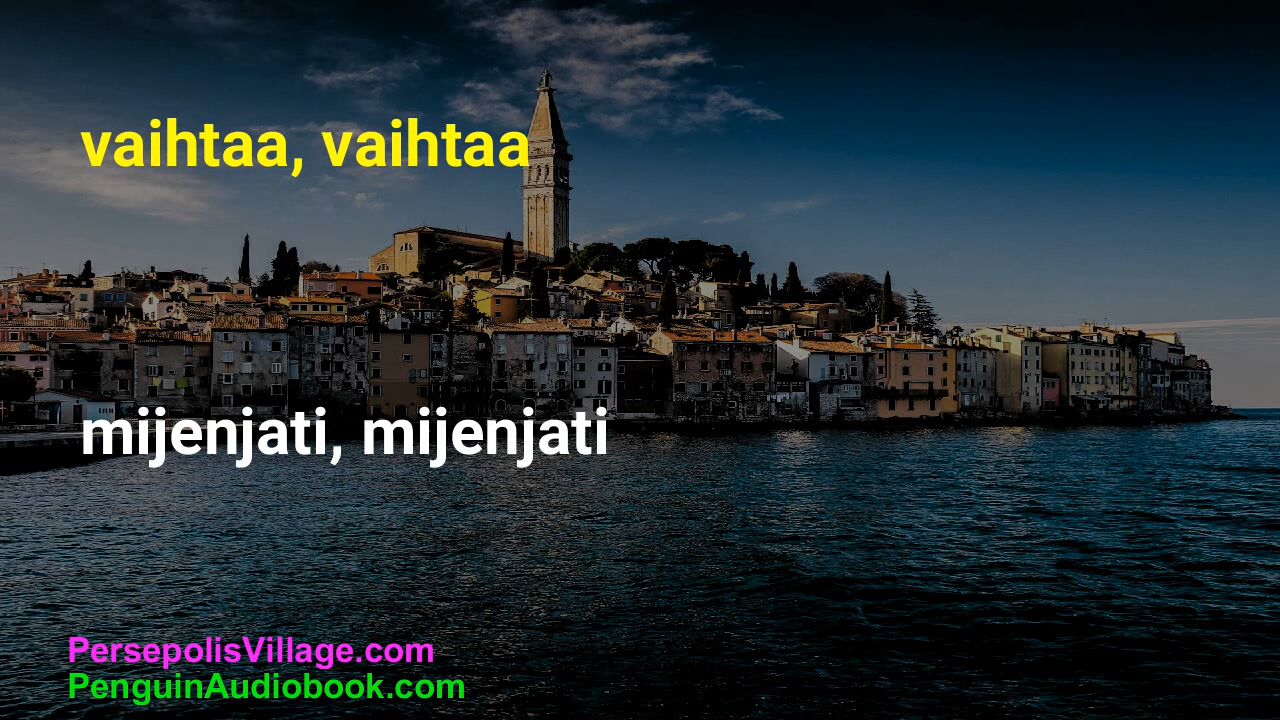 vaihtaa, vaihtaa
mijenjati, mijenjati
PersepolisVillage.com
PenguinAudiobook.com